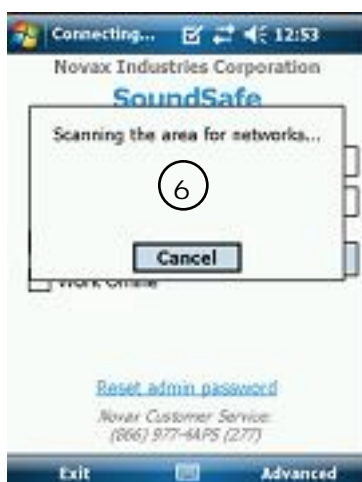 Connecting... 12:53
Novax Industries Corporation
SoundSafe
Scanning the area for networks...
6
Cancel
Work Offline
Reset admin password
Novax Customer Service:
(866) 977-4APS (277)
Exit Advanced